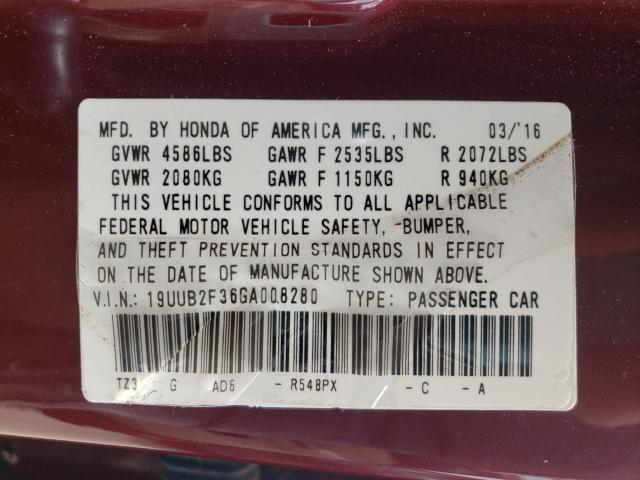 MFD. BY HONDA OF AMERICA MFG., INC. 03/'16
GVWR 4586LBS GAWR F 2535LBS R 2072LBS
GVWR 2080KG GAWR F 1150KG R 940KG
THIS VEHICLE CONFORMS TO ALL APPLICABLE
FEDERAL MOTOR VEHICLE SAFETY, BUMPER,
AND THEFT PREVENTION STANDARDS IN EFFECT
ON THE DATE OF MANUFACTURE SHOWN ABOVE.
V.I.N.: 19UUB2F36GA008280 TYPE: PASSENGER CAR
TZ3 G AD6 - R548PX - C - A